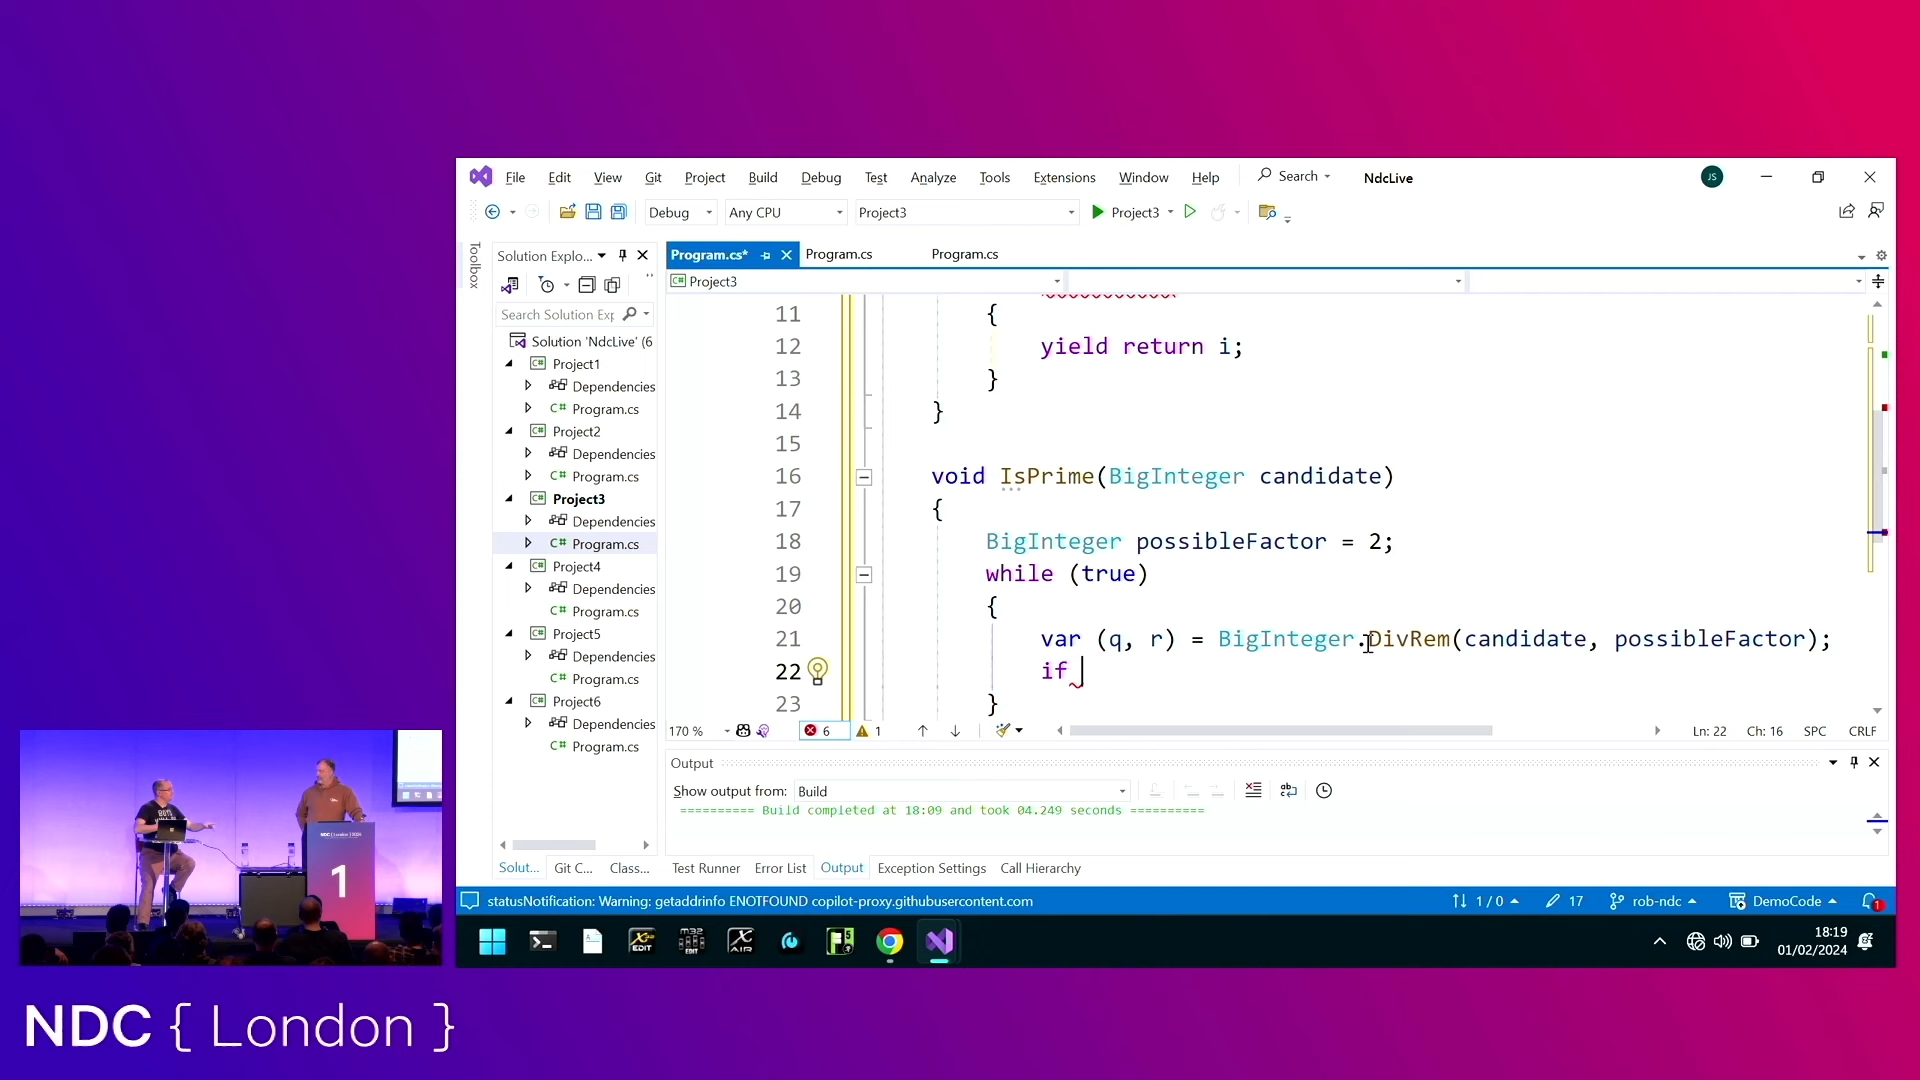 File Edit View Git Project Build Debug Test Analyze Tools Extensions Window Help Search NdcLive JS
Debug Any CPU Project3 Project3
Toolbox
Solution Explo...
Program.cs* Program.cs Program.cs
Project3
Search Solution Exp
Solution 'NdcLive' (6
Project1
Dependencies
C# Program.cs
Project2
Dependencies
C# Program.cs
Project3
Dependencies
C# Program.cs
Project4
Dependencies
C# Program.cs
Project5
Dependencies
C# Program.cs
Project6
Dependencies
C# Program.cs
11 {
12 yield return i;
13 }
14 }
15
16 void IsPrime(BigInteger candidate)
17 {
18 BigInteger possibleFactor = 2;
19 while (true)
20 {
21 var (q, r) = BigInteger.DivRem(candidate, possibleFactor);
22 if
23 }
170 % 6 1 Ln: 22 Ch: 16 SPC CRLF
Output
Show output from: Build
========== Build completed at 18:09 and took 04.249 seconds ==========
Solut... Git C... Class... Test Runner Error List Output Exception Settings Call Hierarchy
statusNotification: Warning: getaddrinfo ENOTFOUND copilot-proxy.githubusercontent.com 1 / 0 17 rob-ndc DemoCode 1
18:19
01/02/2024
NDC { London } 2024
1
NDC { London }